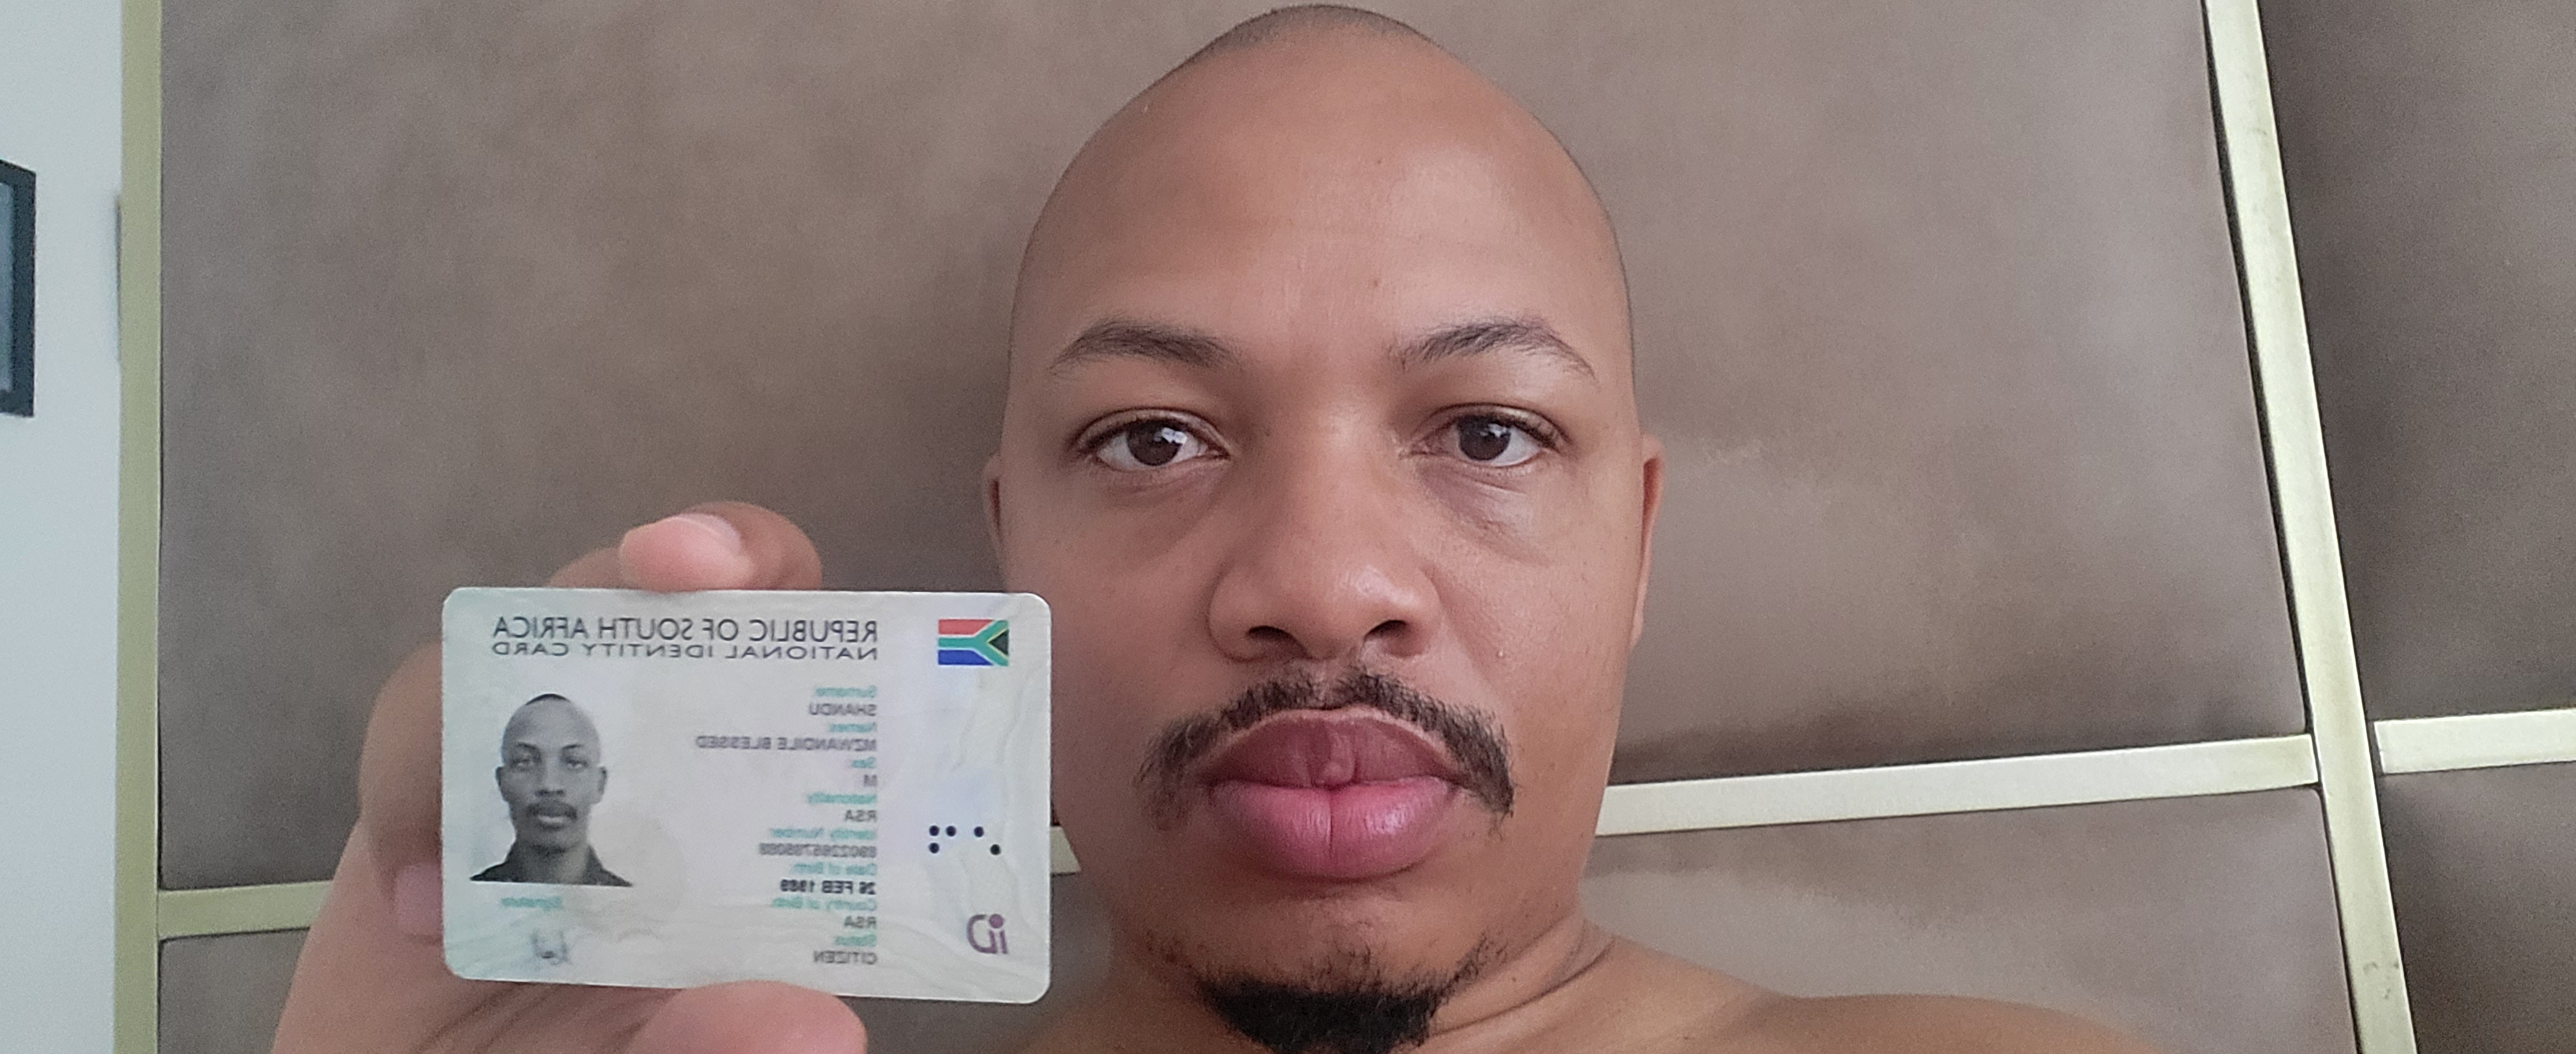 REPUBLIC OF SOUTH AFRICA
NATIONAL IDENTITY CARD
Surname:
SHANDU
Names:
MZWANDILE BLESSED
Sex:
M
Nationality:
RSA
Identity Number:
Date of Birth:
26 FEB 1989
Country of Birth:
RSA
Status:
CITIZEN
Signature
iD